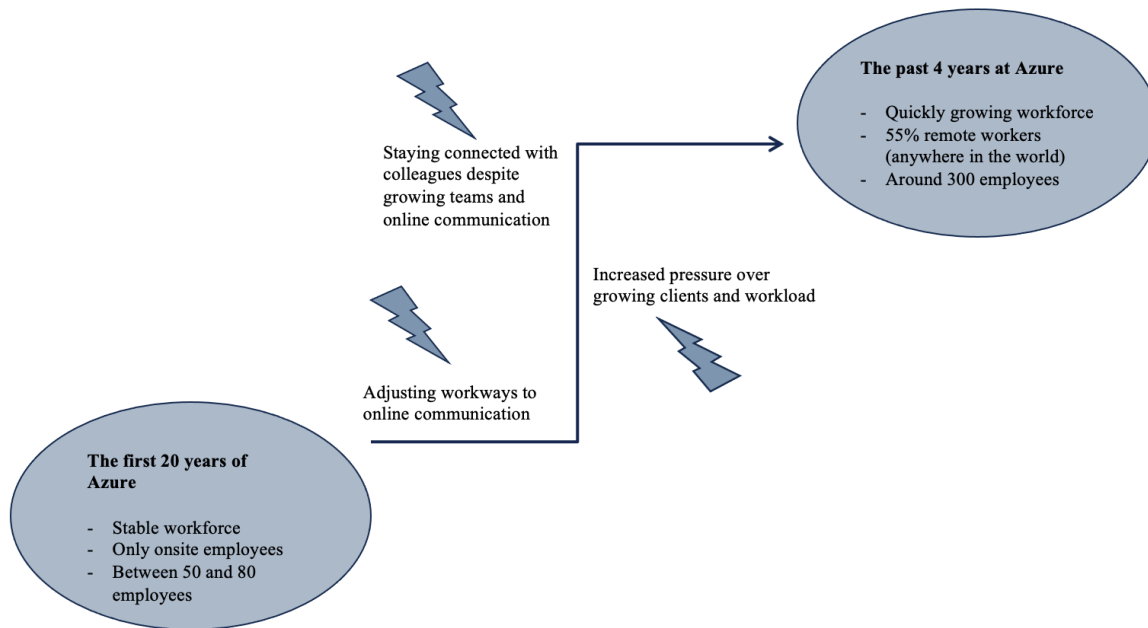 The past 4 years at Azure
- Quickly growing workforce
- 55% remote workers
(anywhere in the world)
- Around 300 employees
Staying connected with
colleagues despite
growing teams and
online communication
Increased pressure over
growing clients and workload
Adjusting workways to
online communication
The first 20 years of
Azure
- Stable workforce
- Only onsite employees
- Between 50 and 80
employees